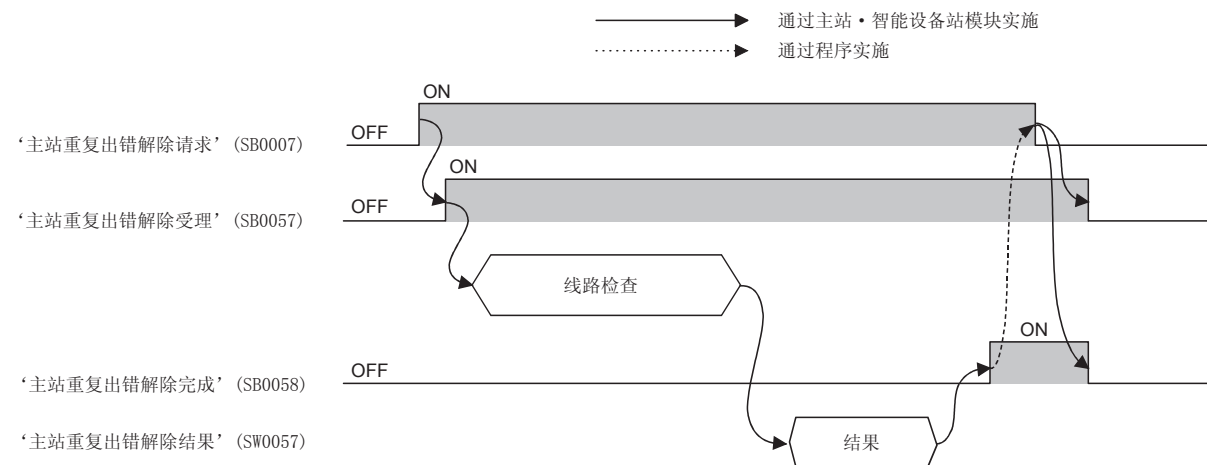 通过主站·智能设备站模块实施
通过程序实施
ON
‘主站重复出错解除请求’(SB0007)
OFF
ON
‘主站重复出错解除受理’(SB0057)
OFF
线路检查
ON
‘主站重复出错解除完成’(SB0058)
OFF
‘主站重复出错解除结果’(SW0057)
结果